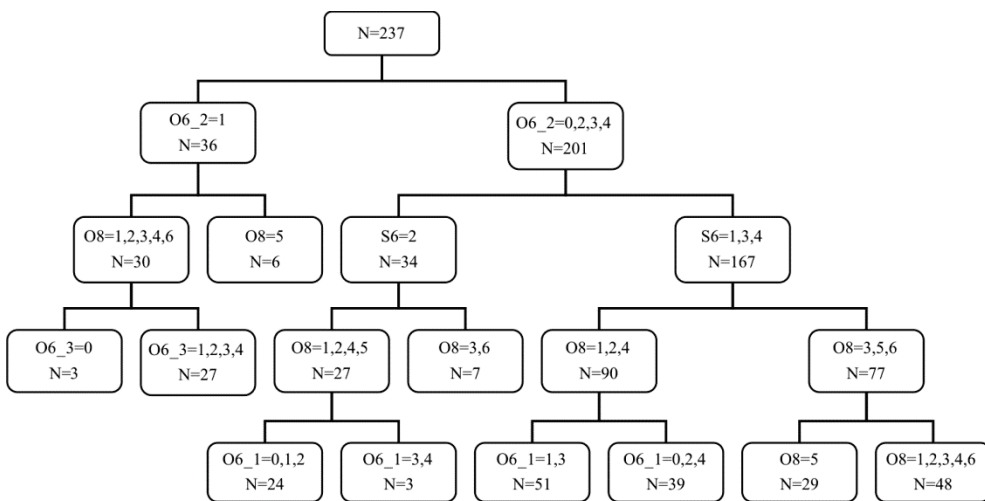 N=237
O6_2=1
N=36
O6_2=0,2,3,4
N=201
O8=1,2,3,4,6
N=30
O8=5
N=6
S6=2
N=34
S6=1,3,4
N=167
O6_3=0
N=3
O6_3=1,2,3,4
N=27
O8=1,2,4,5
N=27
O8=3,6
N=7
O8=1,2,4
N=90
O8=3,5,6
N=77
O6_1=0,1,2
N=24
O6_1=3,4
N=3
O6_1=1,3
N=51
O6_1=0,2,4
N=39
O8=5
N=29
O8=1,2,3,4,6
N=48